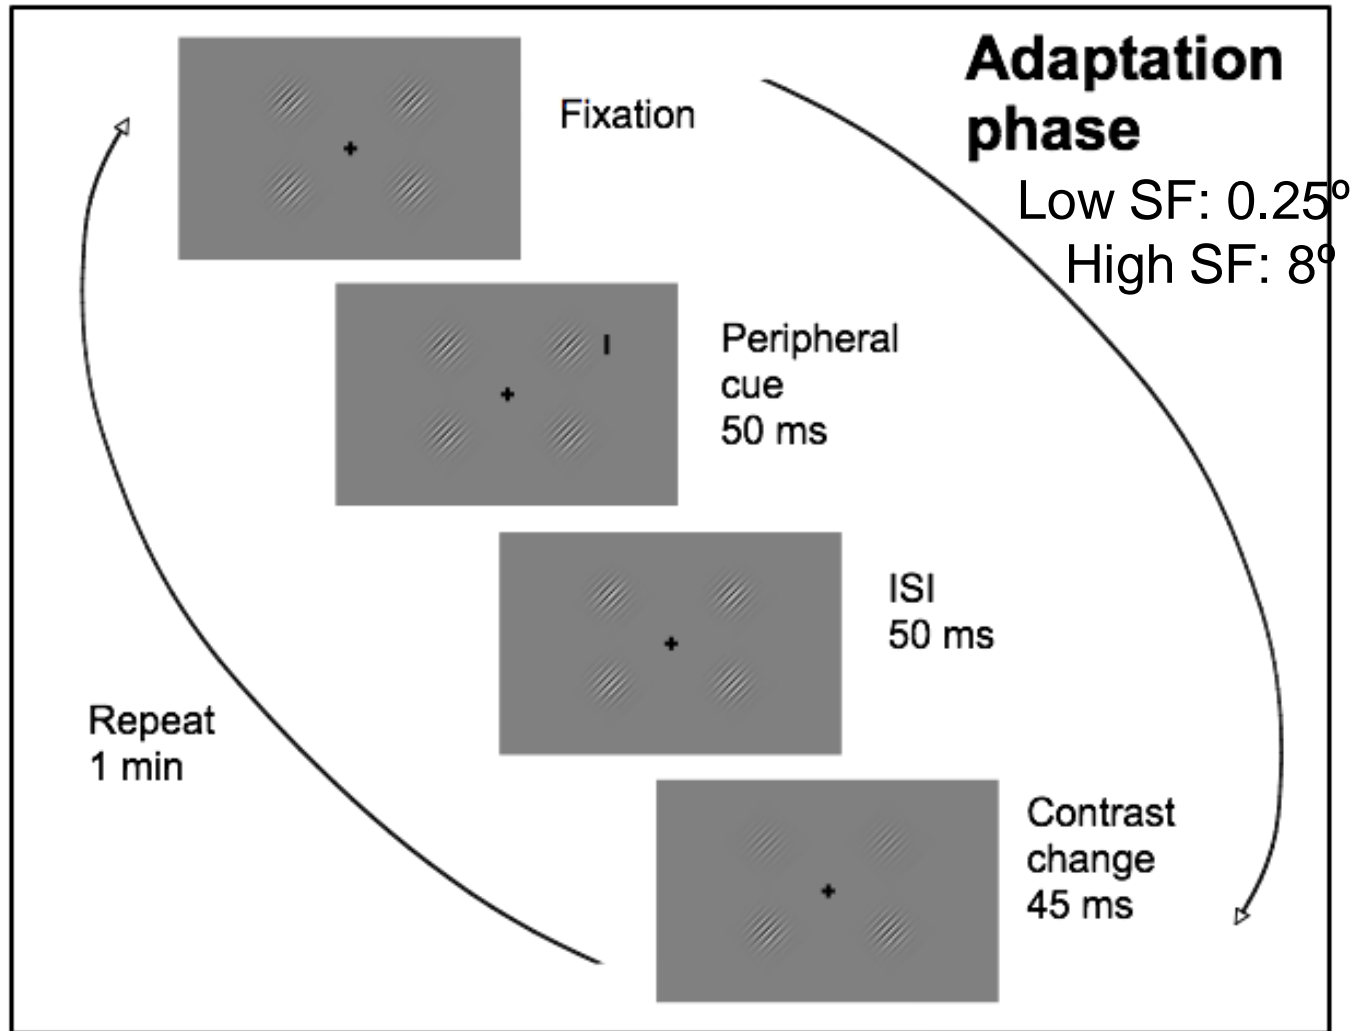 Adaptation
phase
Low SF: 0.25º
High SF: 8º
Fixation
Peripheral
cue
50 ms
ISI
50 ms
Contrast
change
45 ms
Repeat
1 min